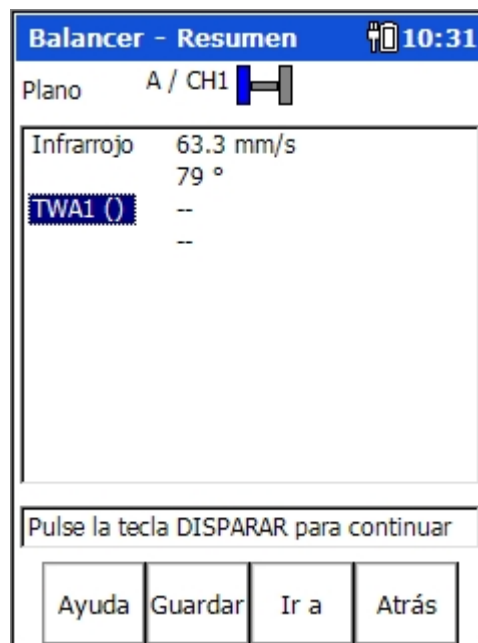 Balancer - Resumen 10:31
Plano A / CH1
Infrarrojo 63.3 mm/s
79 °
TWA1 () --
--
Pulse la tecla DISPARAR para continuar
Ayuda Guardar Ir a Atrás